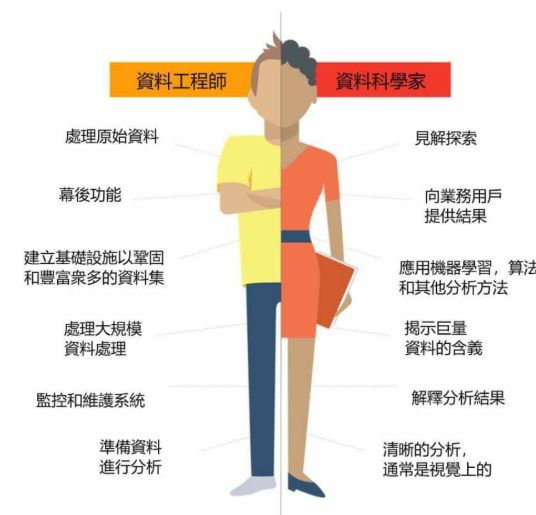 資料工程師
處理原始資料
幕後功能
建立基礎設施以鞏固
和豐富衆多的資料集
處理大規模
資料處理
監控和維護系統
準備資料
進行分析
資料科學家
見解探索
向業務用戶
提供結果
應用機器學習，算法
和其他分析方法
揭示巨量
資料的含義
解釋分析結果
清晰的分析，
通常是視覺上的